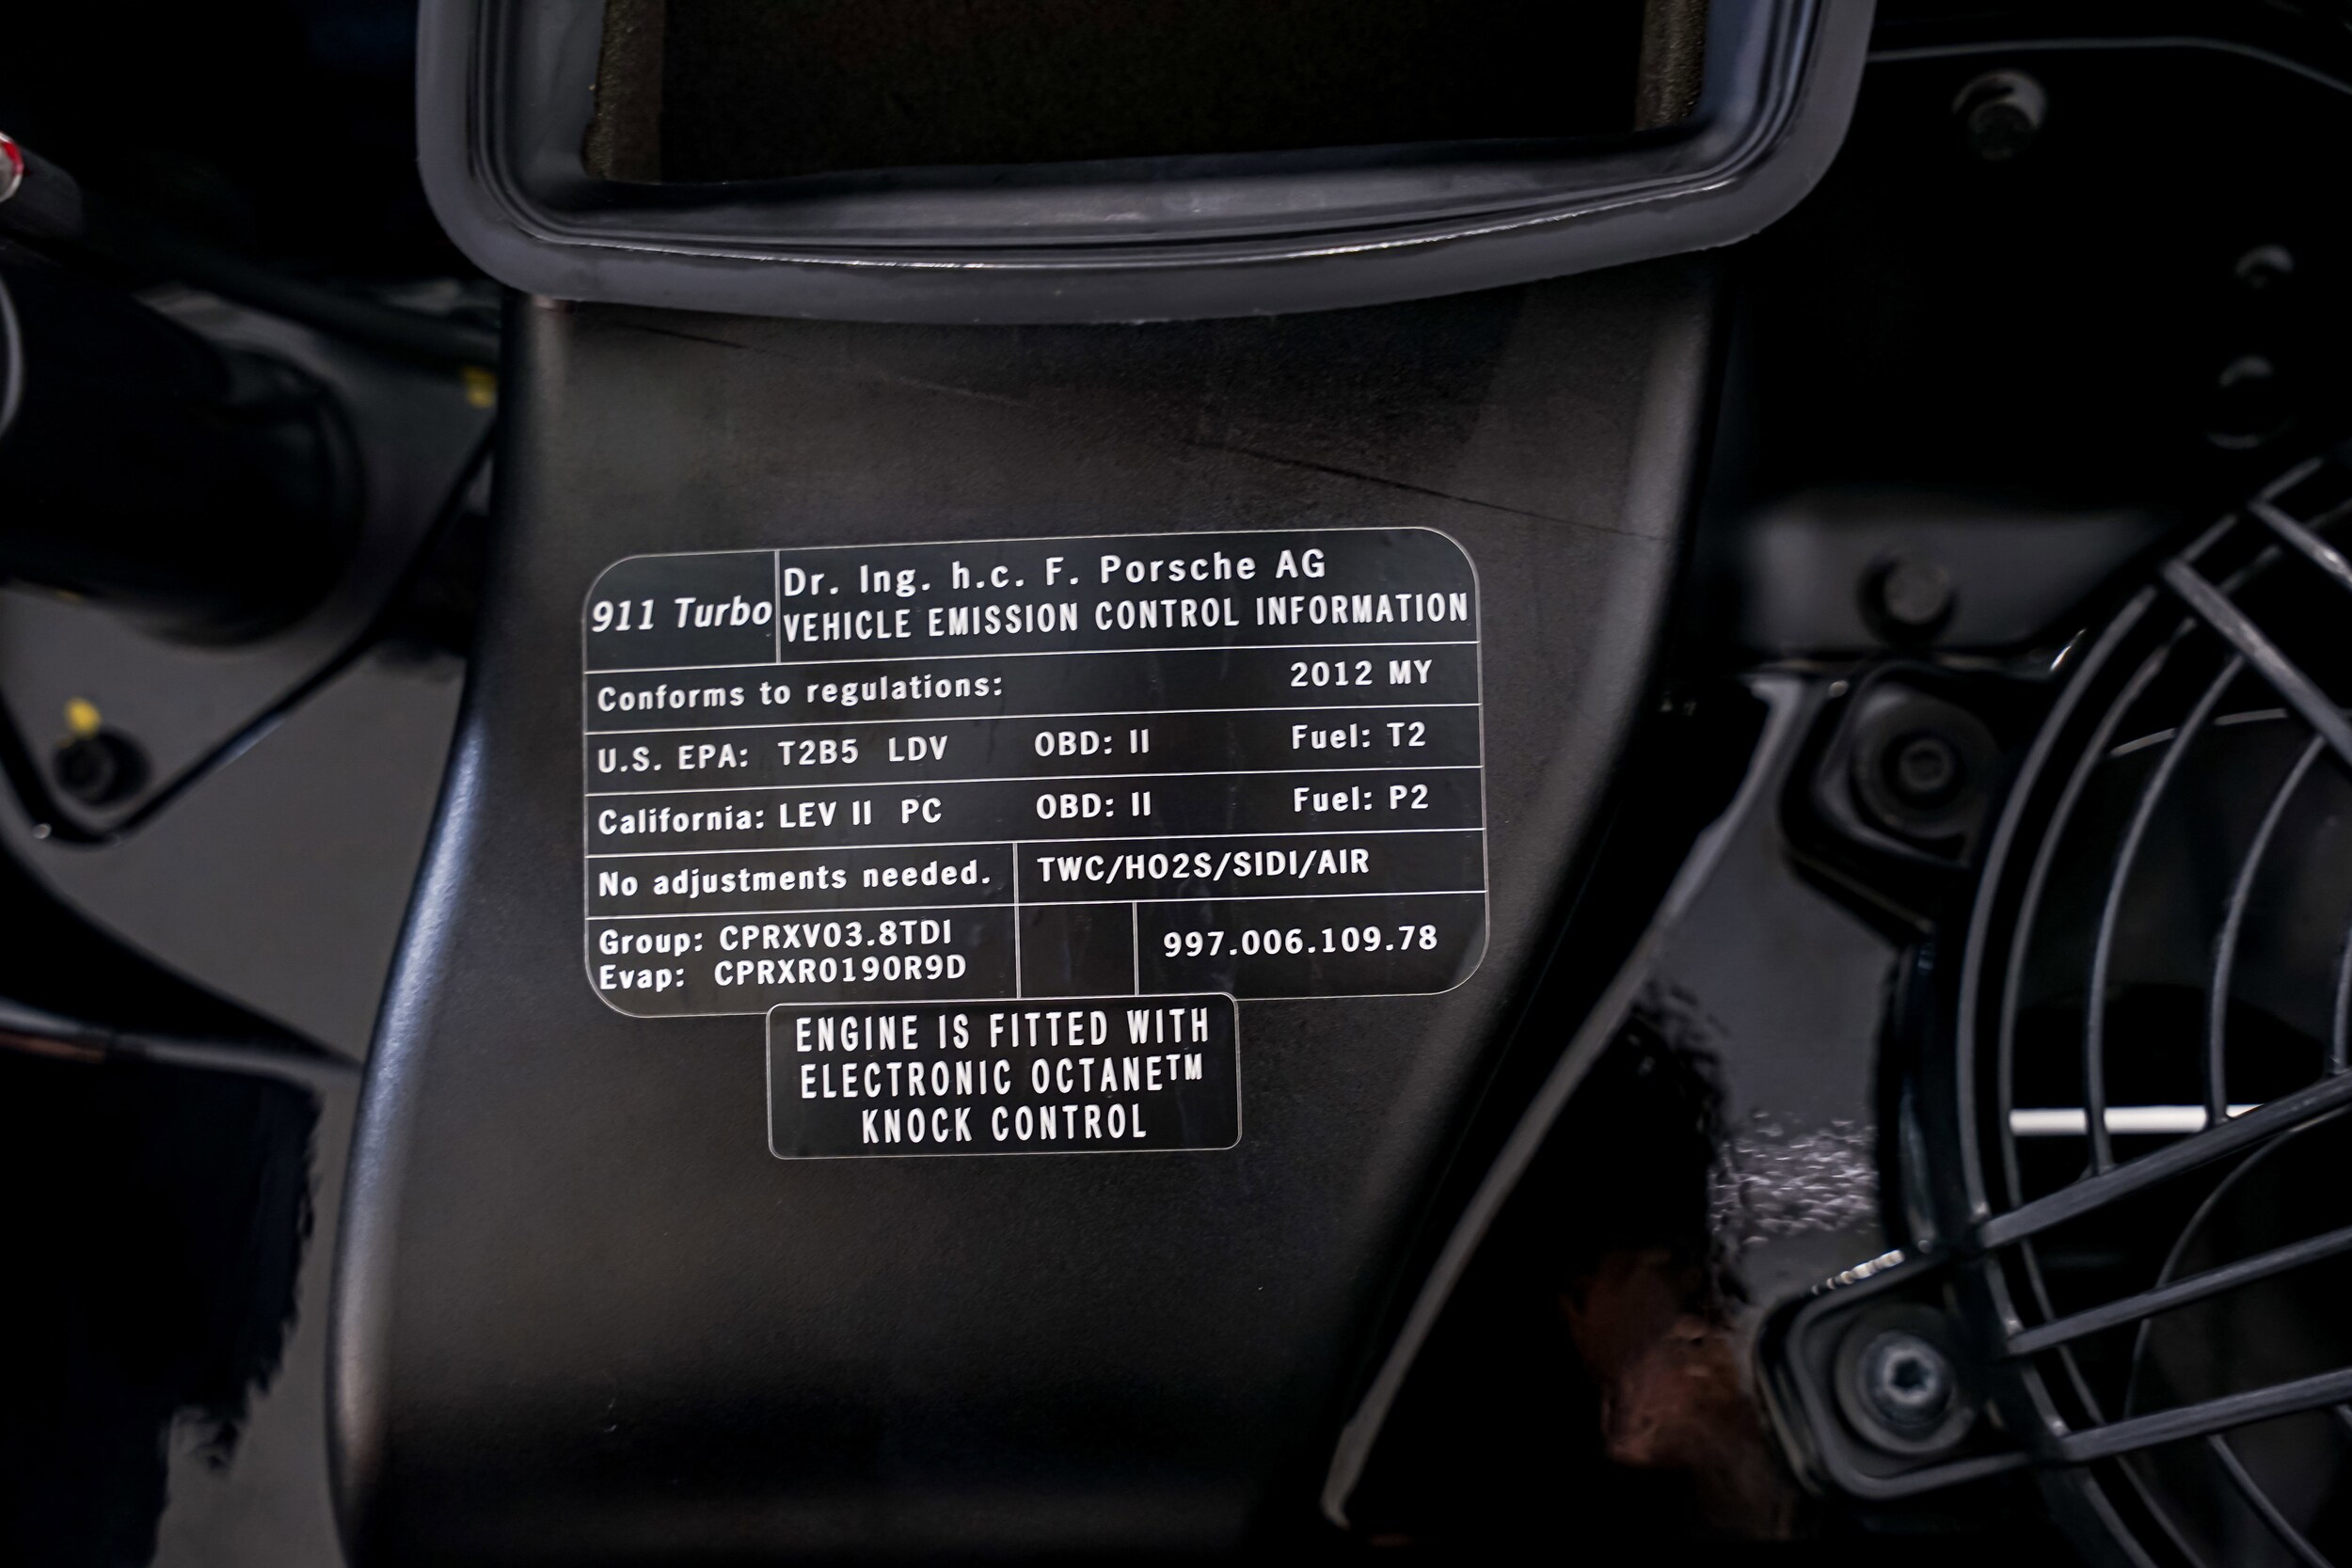 911 Turbo
Dr. Ing. h.c. F. Porsche AG
VEHICLE EMISSION CONTROL INFORMATION
Conforms to regulations: 2012 MY
U.S. EPA: T2B5 LDV OBD: II Fuel: T2
California: LEV II PC OBD: II Fuel: P2
No adjustments needed. TWC/HO2S/SIDI/AIR
Group: CPRXV03.8TDI
Evap: CPRXR0190R9D
997.006.109.78
ENGINE IS FITTED WITH
ELECTRONIC OCTANE™
KNOCK CONTROL